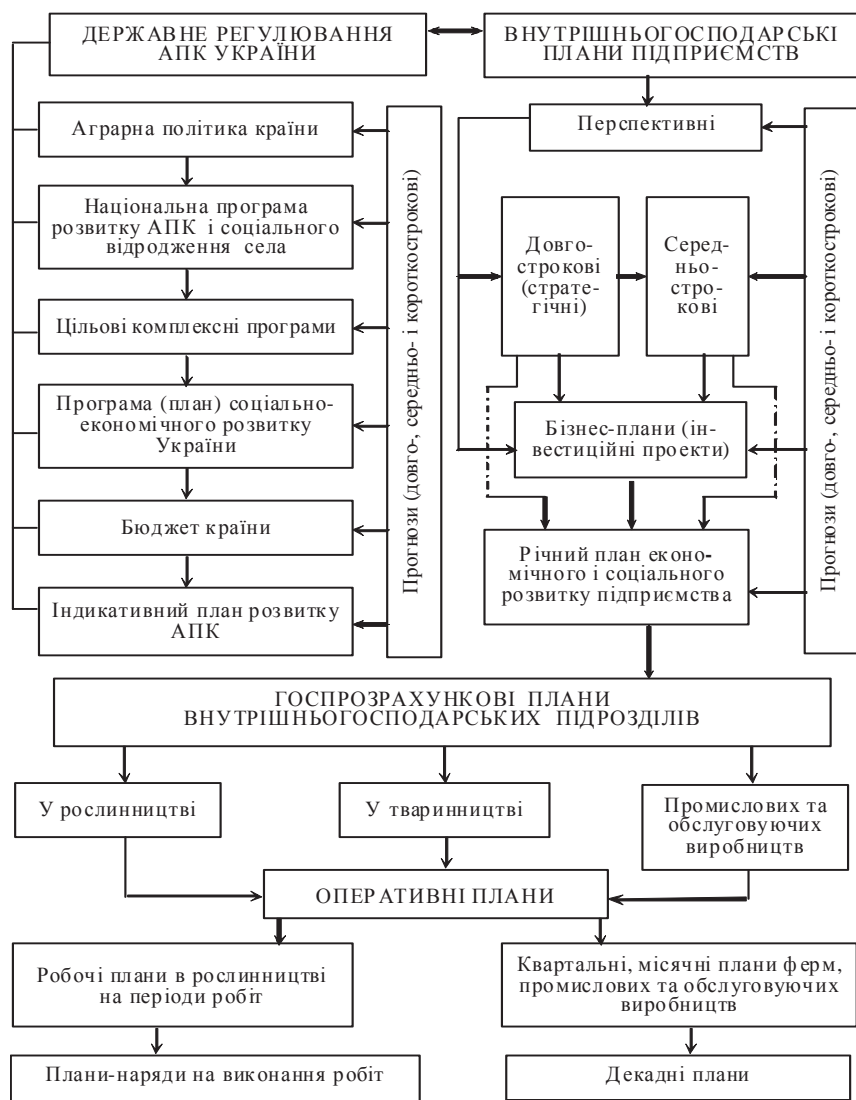 ДЕРЖАВНЕ РЕГУЛЮВАННЯ
АПК УКРАЇНИ
ВНУТРІШНЬОГОСПОДАРСЬКІ
ПЛАНИ ПІДПРИЄМСТВ
Аграрна політика країни
Національна програма
розвитку АПК і соціального
відродження села
Цільові комплексні програми
Програма (план) соціально-
економічного розвитку
України
Бюджет країни
Індикативний план розвитку
АПК
Прогнози (довго-, середньо- і короткострокові)
Перспективні
Довго-
строкові
(страте-
гічні)
Серед-
ньо-
строкові
Бізнес-плани (ін-
вестиційні проекти)
Річний план еконо-
мічного і соціального
розвитку підприємства
Прогнози (довго-, середньо- і короткострокові)
ГОСПРОЗРАХУНКОВІ ПЛАНИ
ВНУТРІШНЬОГОСПОДАРСЬКИХ ПІДРОЗДІЛІВ
У рослинництві
У тваринництві
Промислових та
обслуговуючих
виробництв
ОПЕРАТИВНІ ПЛАНИ
Робочі плани в рослинництві
на періоди робіт
Квартальні, місячні плани ферм,
промислових та обслуговуючих
виробництв
Плани-наряди на виконання робіт
Декадні плани